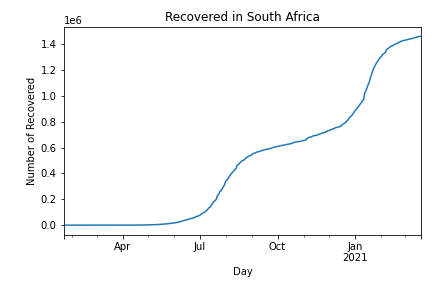 Recovered in South Africa
1e6
1.4
1.2
1.0
0.8
0.6
0.4
0.2
0.0
Number of Recovered
Apr
Jul
Oct
Jan
2021
Day